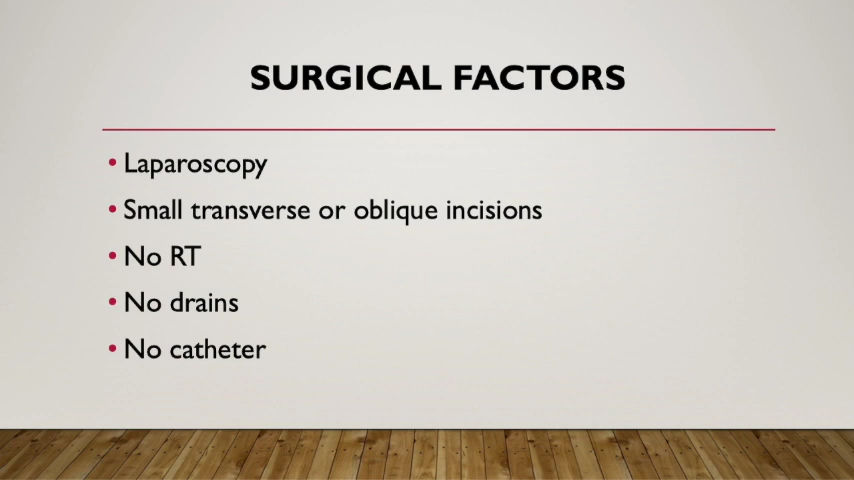 SURGICAL FACTORS
• Laparoscopy
• Small transverse or oblique incisions
• No RT
• No drains
• No catheter